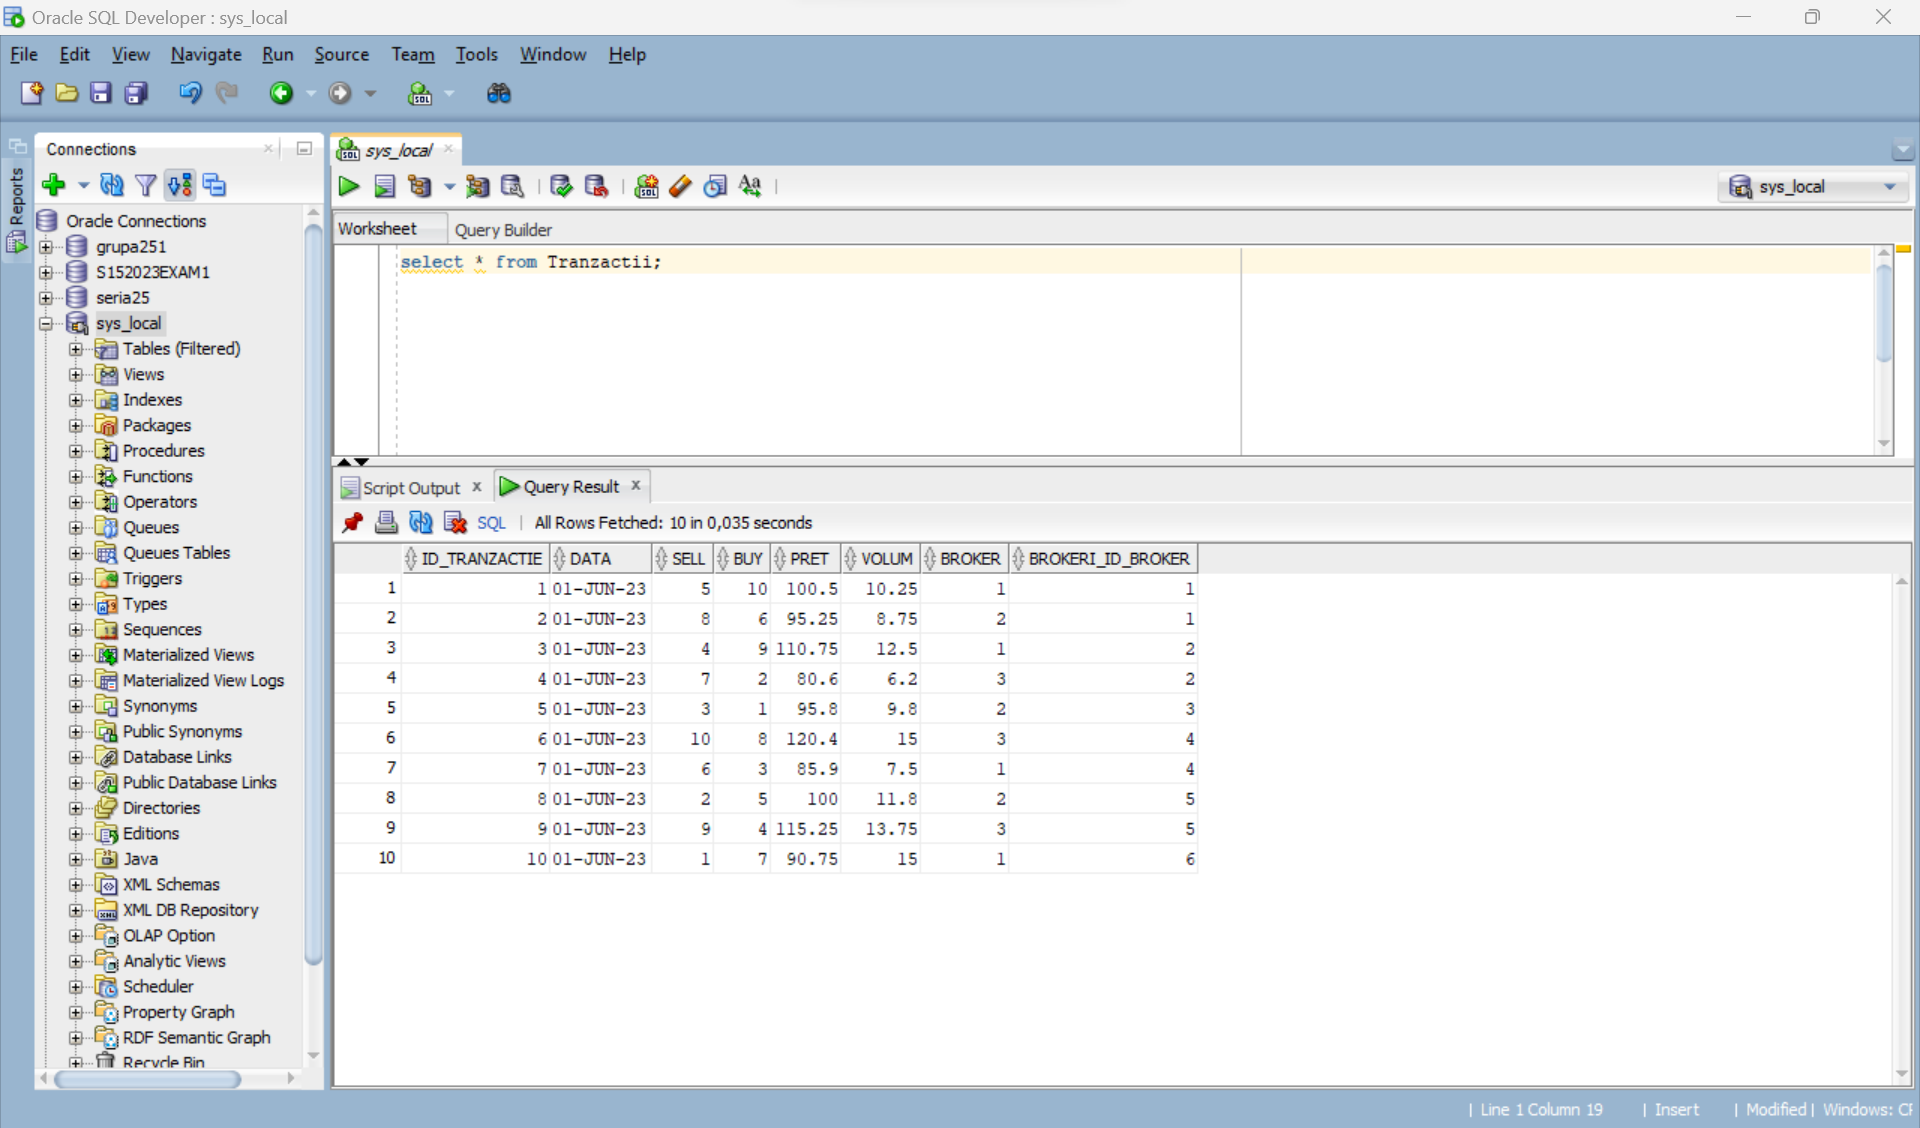 Oracle SQL Developer : sys_local
File Edit View Navigate Run Source Team Tools Window Help
Reports
Connections
Oracle Connections
grupa251
S152023EXAM1
seria25
sys_local
Tables (Filtered)
Views
Indexes
Packages
Procedures
Functions
Operators
Queues
Queues Tables
Triggers
Types
Sequences
Materialized Views
Materialized View Logs
Synonyms
Public Synonyms
Database Links
Public Database Links
Directories
Editions
Java
XML Schemas
XML DB Repository
OLAP Option
Analytic Views
Scheduler
Property Graph
RDF Semantic Graph
Recycle Bin
sys_local
sys_local
Worksheet Query Builder
select * from Tranzactii;
Script Output x Query Result x
SQL | All Rows Fetched: 10 in 0,035 seconds
ID_TRANZACTIE DATA SELL BUY PRET VOLUM BROKER BROKERI_ID_BROKER
1 1 01-JUN-23 5 10 100.5 10.25 1 1
2 2 01-JUN-23 8 6 95.25 8.75 2 1
3 3 01-JUN-23 4 9 110.75 12.5 1 2
4 4 01-JUN-23 7 2 80.6 6.2 3 2
5 5 01-JUN-23 3 1 95.8 9.8 2 3
6 6 01-JUN-23 10 8 120.4 15 3 4
7 7 01-JUN-23 6 3 85.9 7.5 1 4
8 8 01-JUN-23 2 5 100 11.8 2 5
9 9 01-JUN-23 9 4 115.25 13.75 3 5
10 10 01-JUN-23 1 7 90.75 15 1 6
| Line 1 Column 19 | Insert | Modified | Windows: